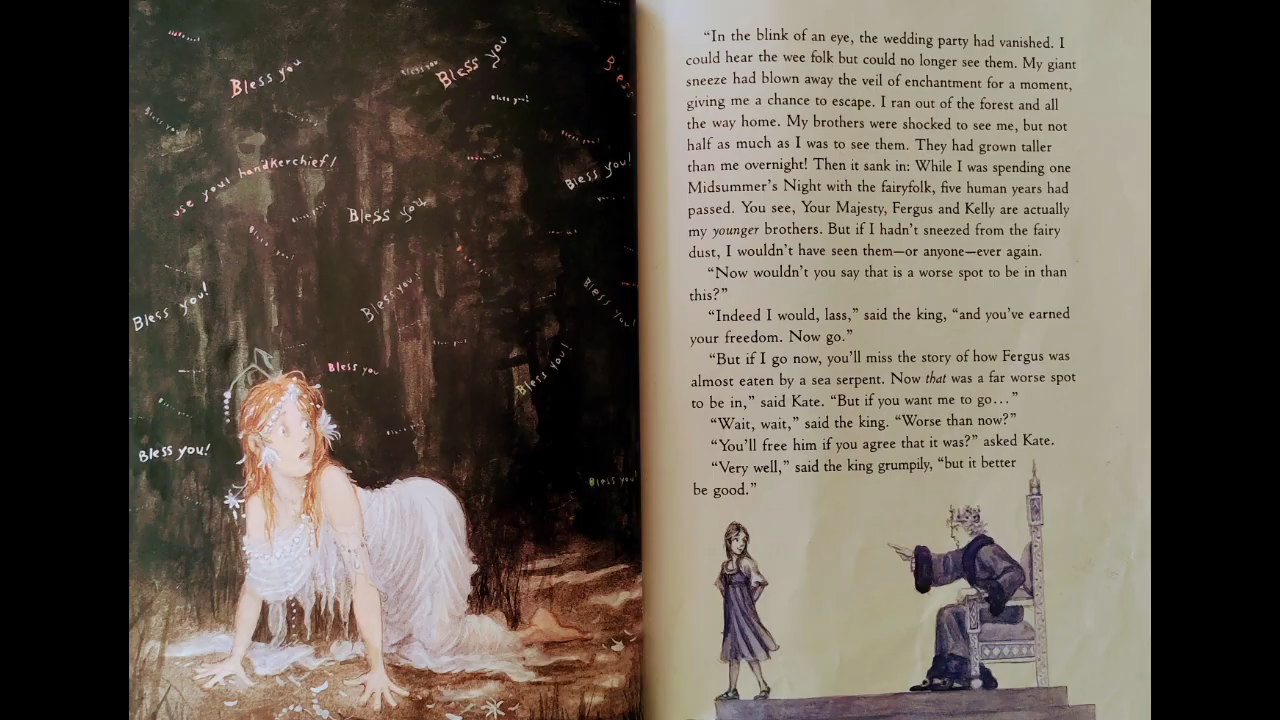 Bless you
Bless you
Bless you
Bless you!
use your handkerchief!
Bless you!
Bless you
Bless you!
Bless you!
Bless you!
Bless you
Bless you!
Bless you!
Bless you
“In the blink of an eye, the wedding party had vanished. I
could hear the wee folk but could no longer see them. My giant
sneeze had blown away the veil of enchantment for a moment,
giving me a chance to escape. I ran out of the forest and all
the way home. My brothers were shocked to see me, but not
half as much as I was to see them. They had grown taller
than me overnight! Then it sank in: While I was spending one
Midsummer’s Night with the fairyfolk, five human years had
passed. You see, Your Majesty, Fergus and Kelly are actually
my younger brothers. But if I hadn’t sneezed from the fairy
dust, I wouldn’t have seen them—or anyone—ever again.
“Now wouldn’t you say that is a worse spot to be in than
this?”
“Indeed I would, lass,” said the king, “and you’ve earned
your freedom. Now go.”
“But if I go now, you’ll miss the story of how Fergus was
almost eaten by a sea serpent. Now that was a far worse spot
to be in,” said Kate. “But if you want me to go...”
“Wait, wait,” said the king. “Worse than now?”
“You’ll free him if you agree that it was?” asked Kate.
“Very well,” said the king grumpily, “but it better
be good.”